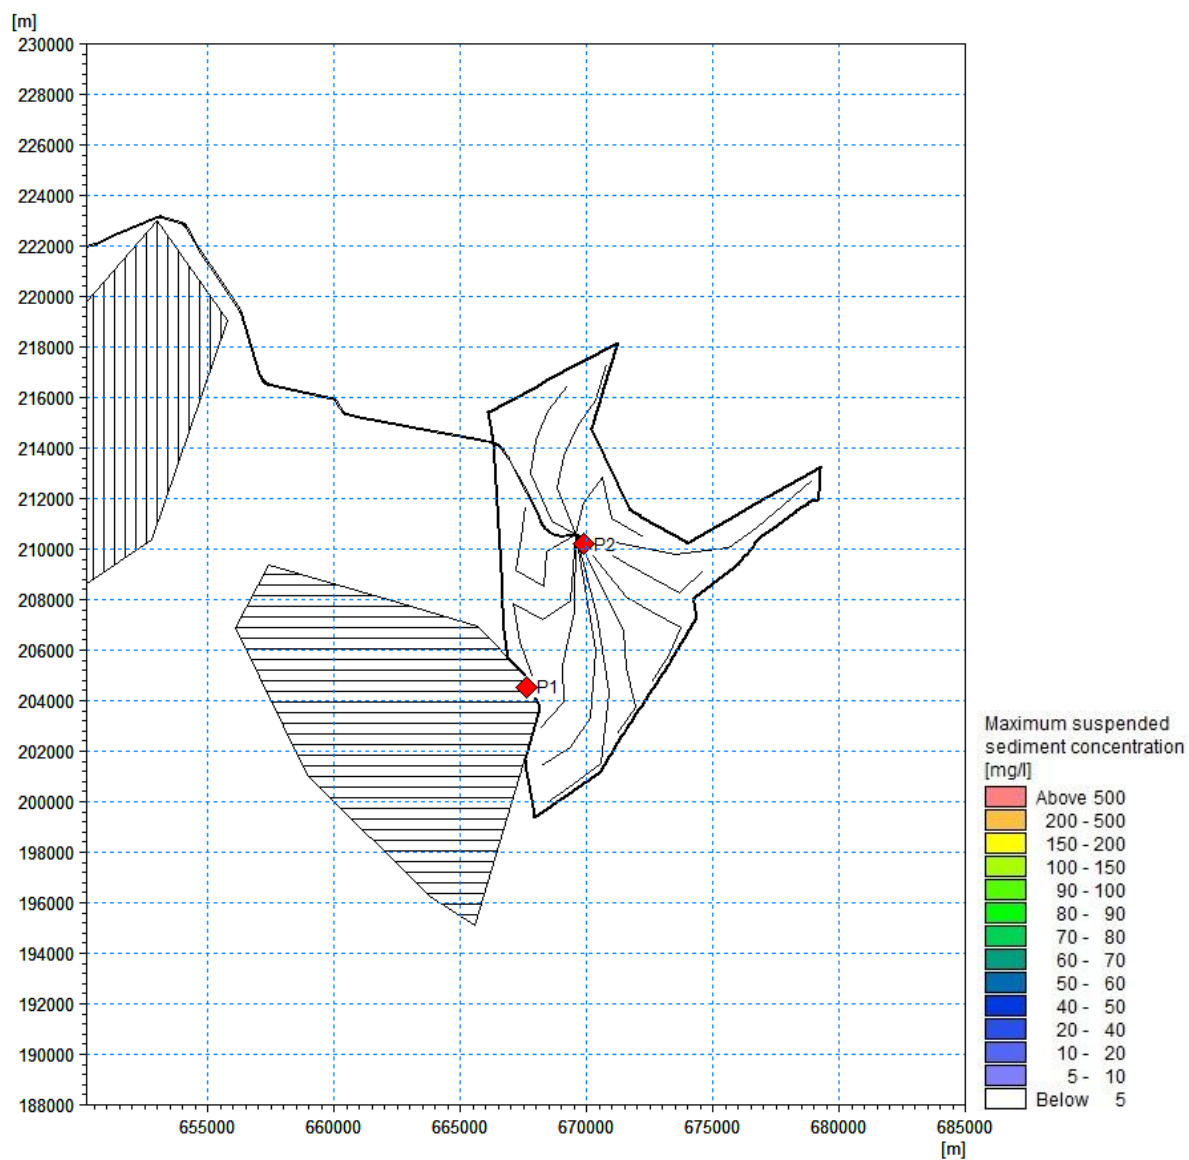 [m]
230000
228000
226000
224000
222000
220000
218000
216000
214000
212000
210000
208000
206000
204000
202000
200000
198000
196000
194000
192000
190000
188000
P2
P1
655000 660000 665000 670000 675000 680000 685000
[m]
Maximum suspended
sediment concentration
[mg/l]
Above 500
200 - 500
150 - 200
100 - 150
90 - 100
80 - 90
70 - 80
60 - 70
50 - 60
40 - 50
20 - 40
10 - 20
5 - 10
Below 5